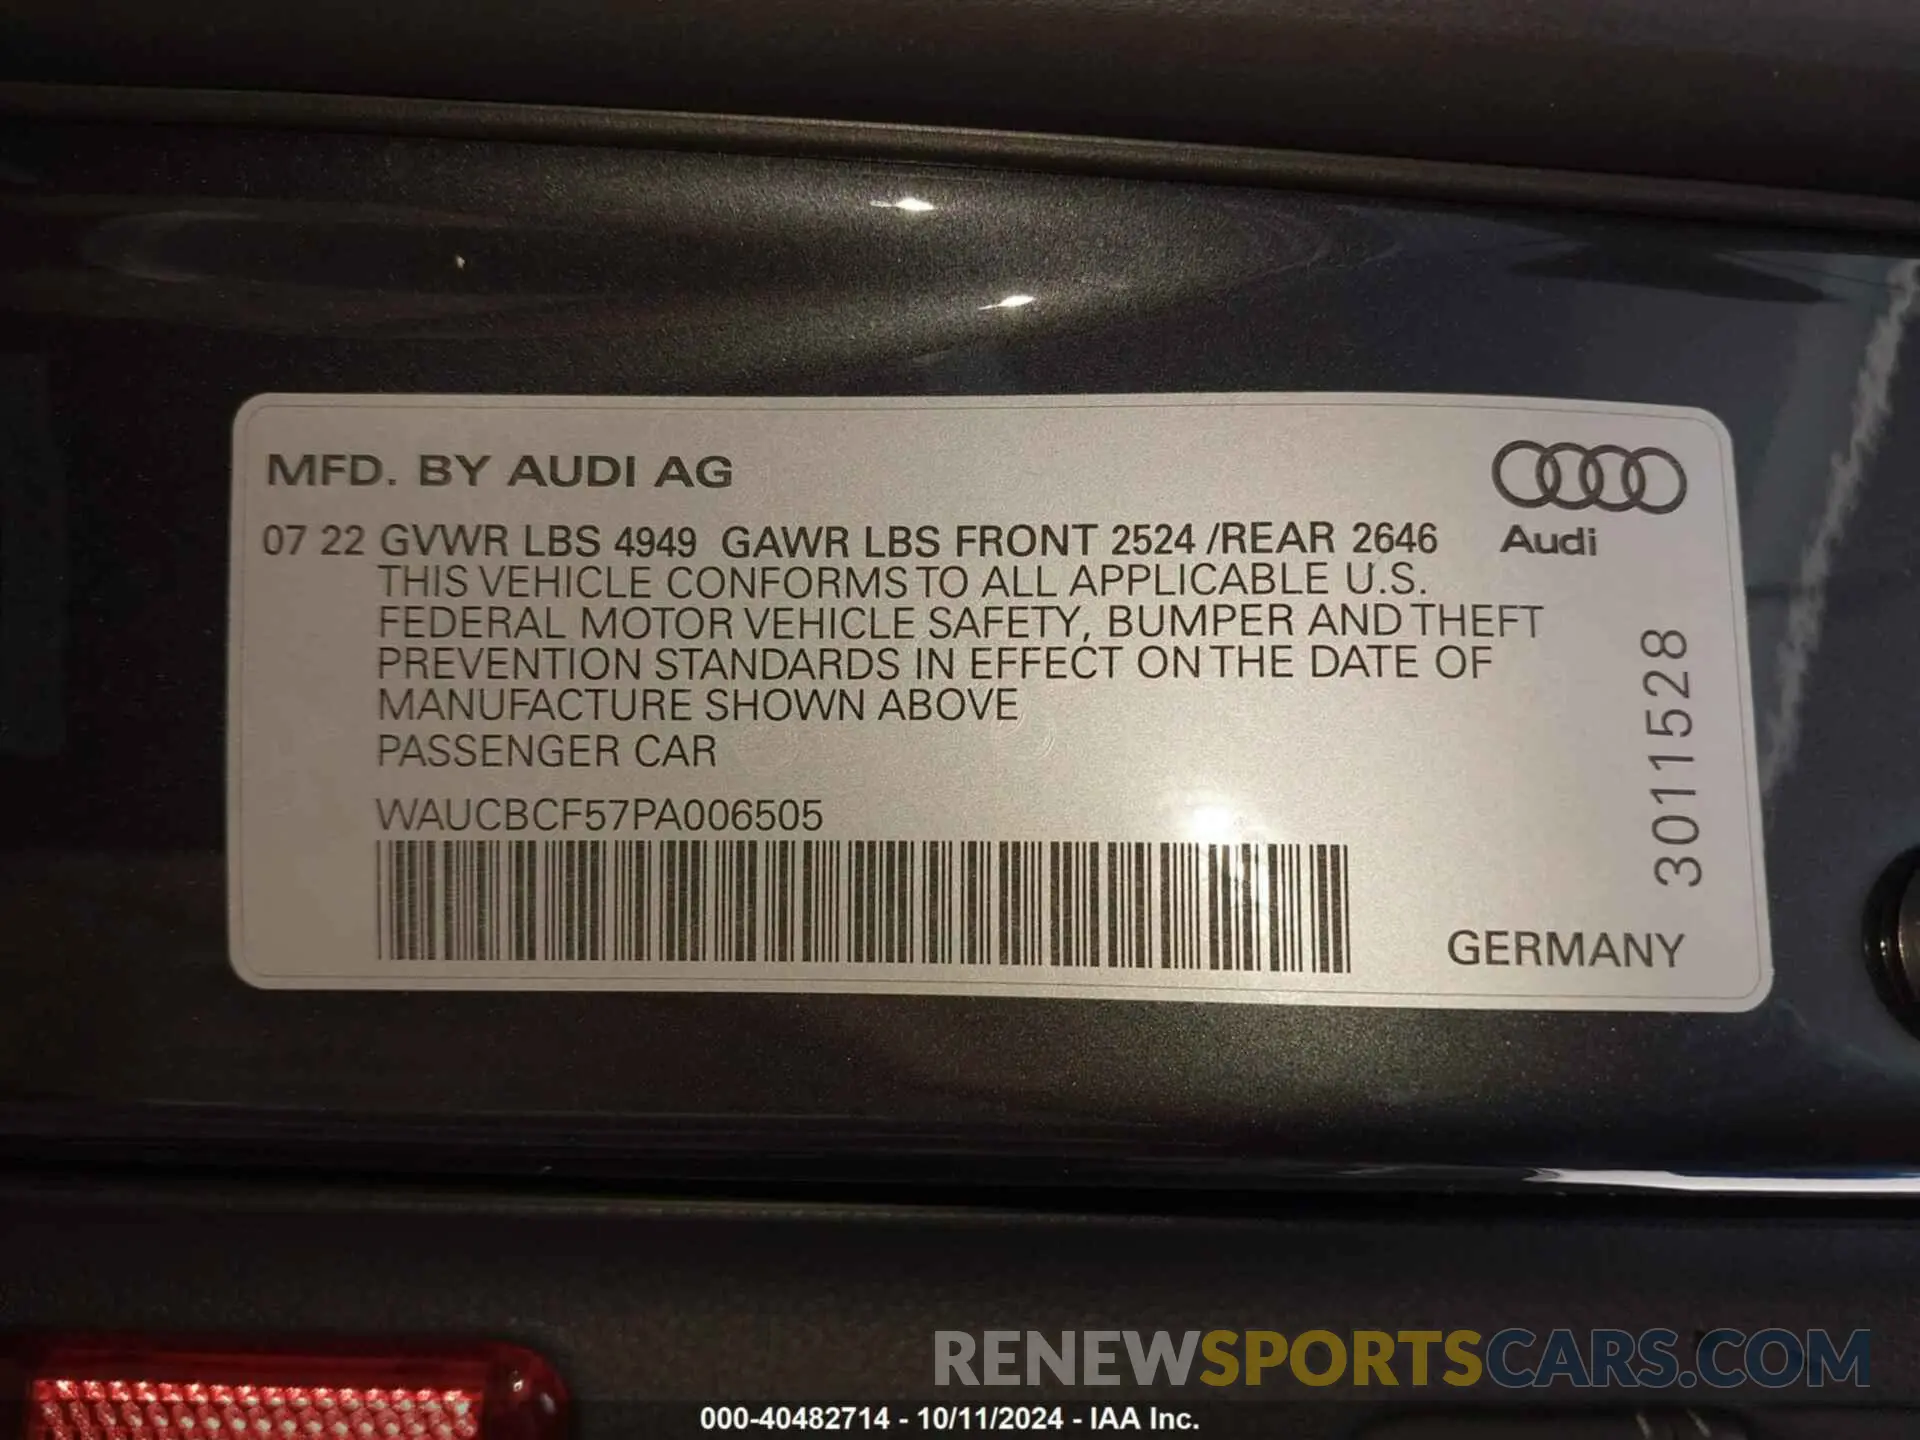 MFD. BY AUDI AG
Audi
07 22 GVWR LBS 4949 GAWR LBS FRONT 2524 /REAR 2646
THIS VEHICLE CONFORMS TO ALL APPLICABLE U.S.
FEDERAL MOTOR VEHICLE SAFETY, BUMPER AND THEFT
PREVENTION STANDARDS IN EFFECT ON THE DATE OF
MANUFACTURE SHOWN ABOVE
PASSENGER CAR
WAUCBCF57PA006505
3011528
GERMANY
RENEWSPORTSCARS.COM
000-40482714 - 10/11/2024 - IAA Inc.